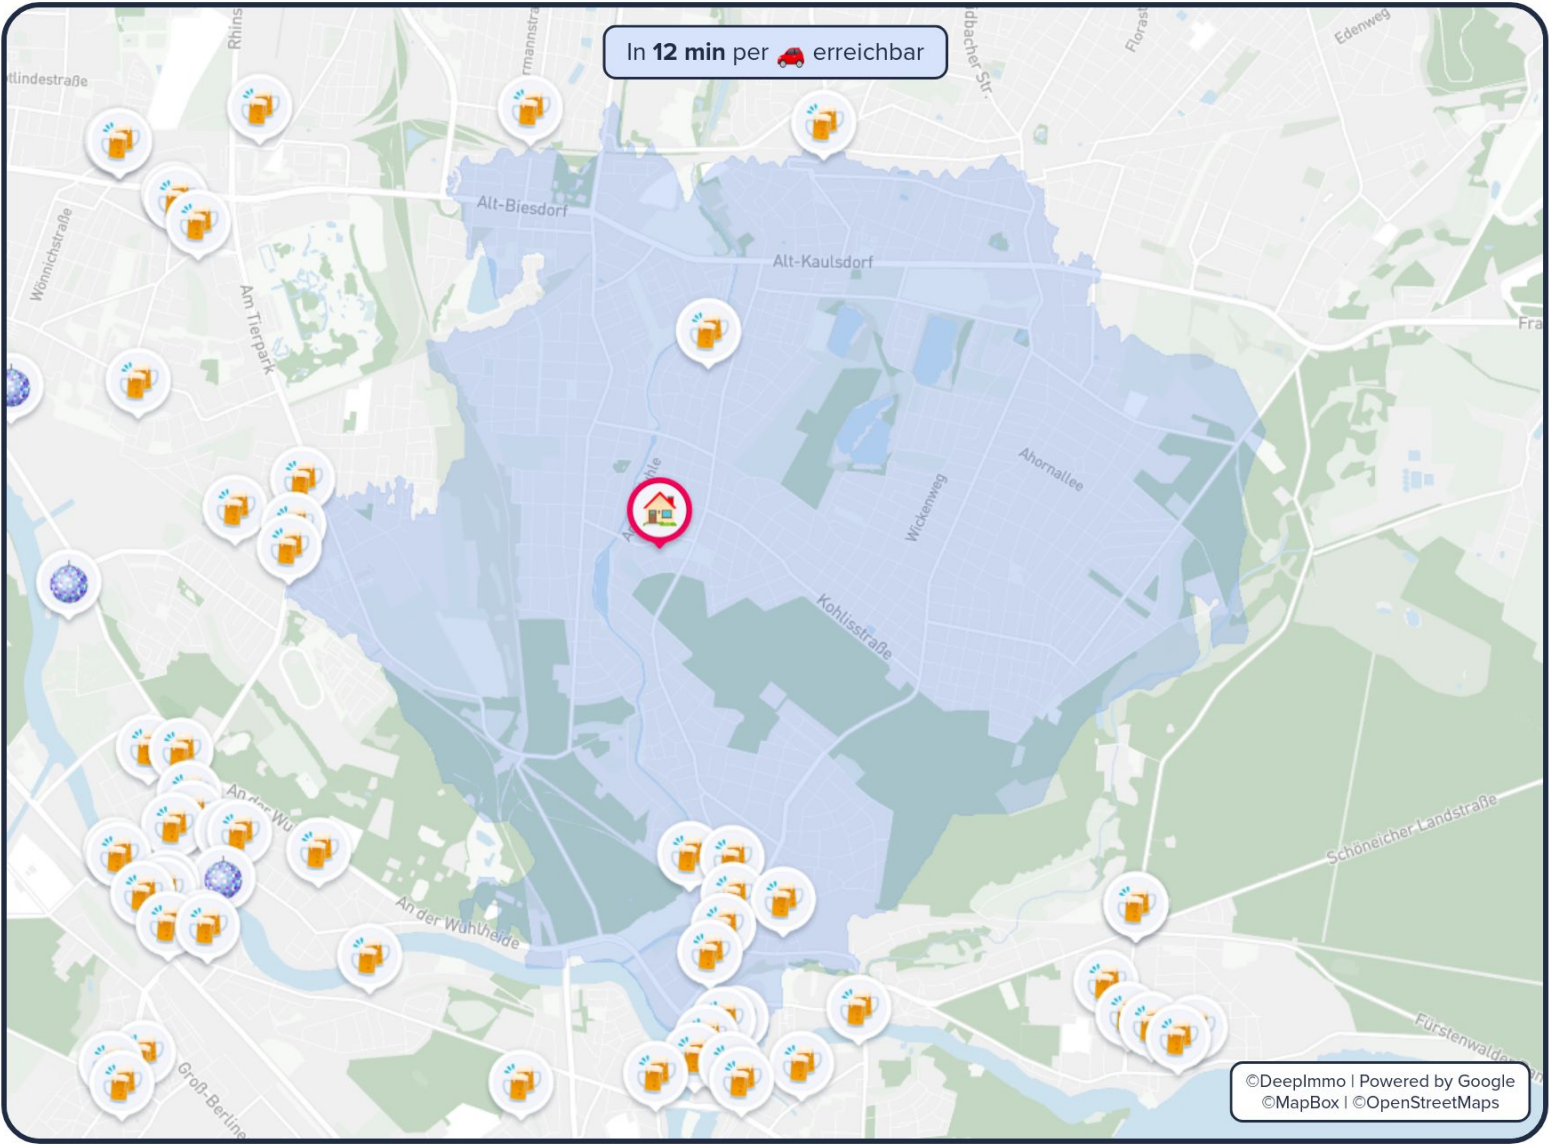 In 12 min per erreichbar
Alt-Biesdorf
Alt-Kaulsdorf
Wönnichstraße
Am Tierpark
Edenweg
Ahornallee
Wickenweg
Kohlisstraße
An der Wuhlheide
Schöneicher Landstraße
©DeepImmo | Powered by Google
©MapBox | ©OpenStreetMaps